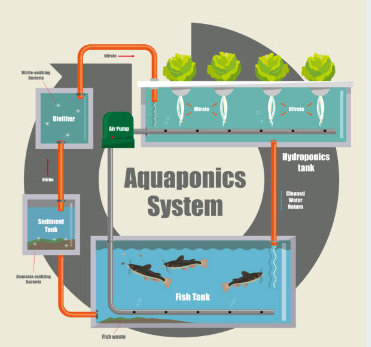 Nitrate
Nitrite-oxidizing
bacteria
Biofilter
Air Pump
Nitrate
Nitrate
Hydroponics
tank
Nitrite
Aquaponics
System
Cleaned
Water
Return
Sediment
Tank
Ammonia-oxidizing
bacteria
Fish Tank
Fish waste